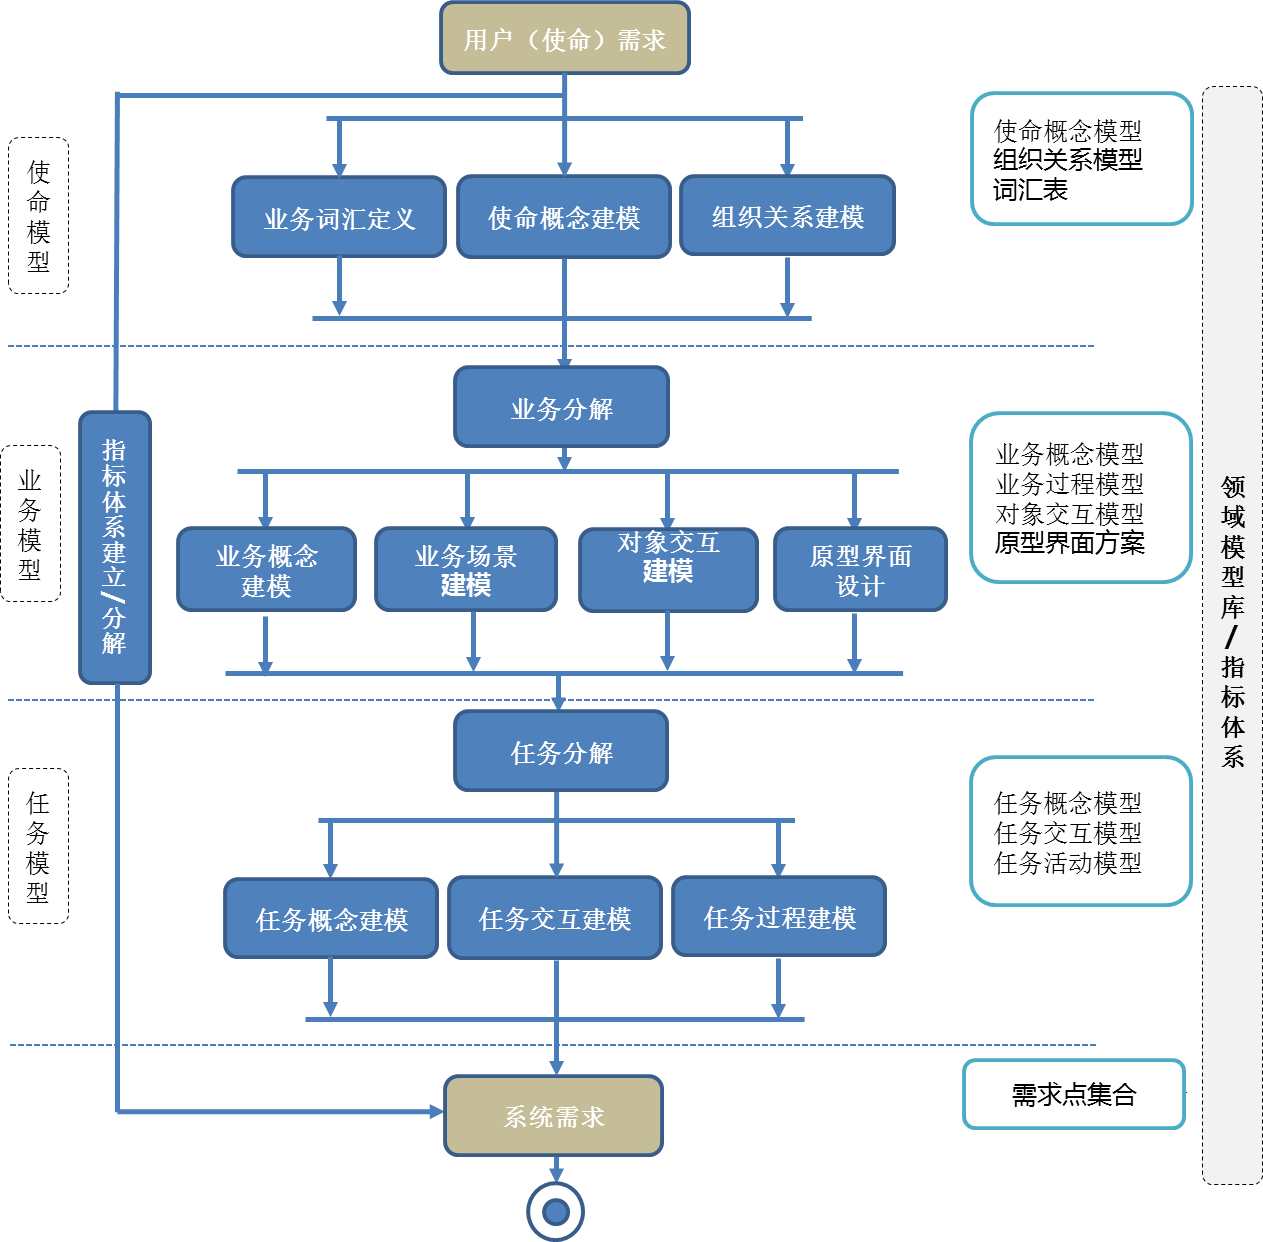 用户（使命）需求
使命模型
业务词汇定义
使命概念建模
组织关系建模
使命概念模型
组织关系模型
词汇表
业务分解
指标体系建立/分解
业务模型
业务概念
建模
业务场景
建模
对象交互
建模
原型界面
设计
业务概念模型
业务过程模型
对象交互模型
原型界面方案
领域模型库/指标体系
任务分解
任务模型
任务概念建模
任务交互建模
任务过程建模
任务概念模型
任务交互模型
任务活动模型
系统需求
需求点集合